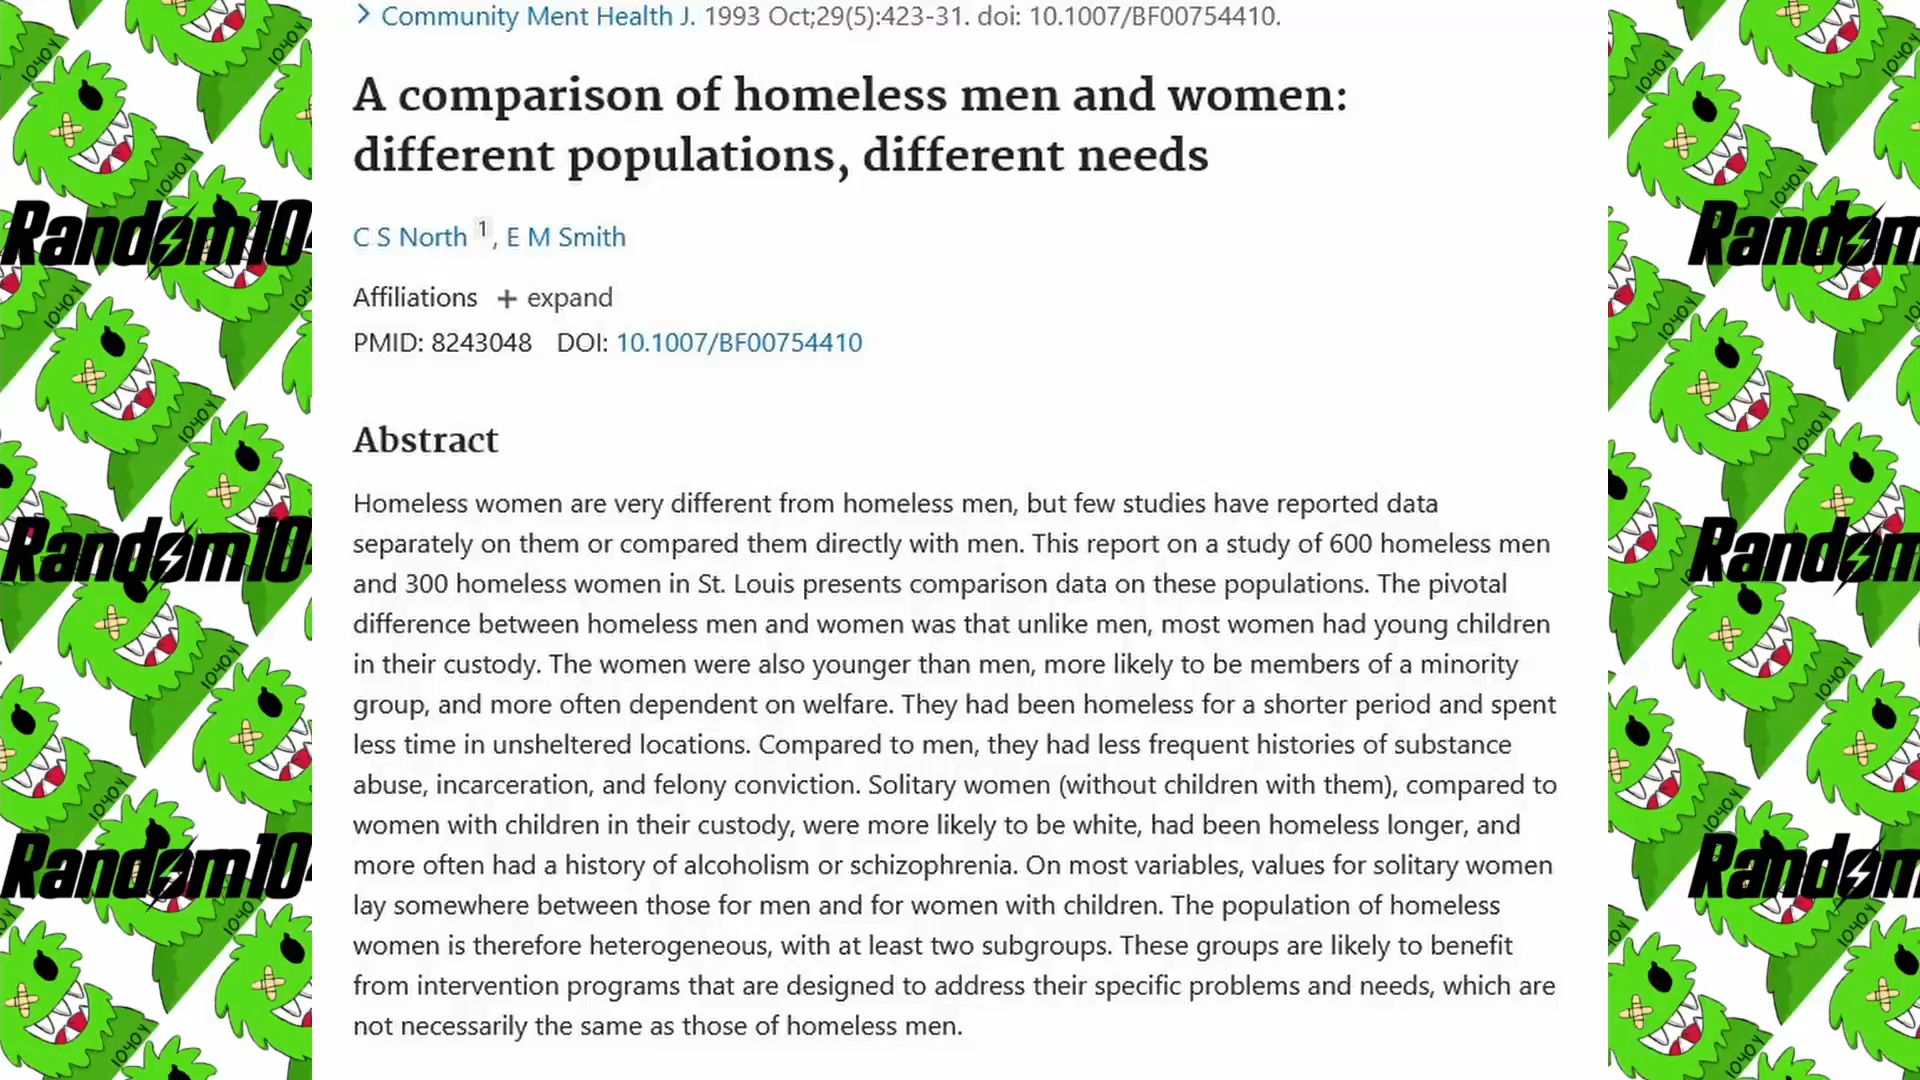 Community Ment Health J. 1993 Oct;29(5):423-31. doi: 10.1007/BF00754410.
A comparison of homeless men and women:
different populations, different needs
C S North 1, E M Smith
Affiliations + expand
PMID: 8243048 DOI: 10.1007/BF00754410
Abstract
Homeless women are very different from homeless men, but few studies have reported data
separately on them or compared them directly with men. This report on a study of 600 homeless men
and 300 homeless women in St. Louis presents comparison data on these populations. The pivotal
difference between homeless men and women was that unlike men, most women had young children
in their custody. The women were also younger than men, more likely to be members of a minority
group, and more often dependent on welfare. They had been homeless for a shorter period and spent
less time in unsheltered locations. Compared to men, they had less frequent histories of substance
abuse, incarceration, and felony conviction. Solitary women (without children with them), compared to
women with children in their custody, were more likely to be white, had been homeless longer, and
more often had a history of alcoholism or schizophrenia. On most variables, values for solitary women
lay somewhere between those for men and for women with children. The population of homeless
women is therefore heterogeneous, with at least two subgroups. These groups are likely to benefit
from intervention programs that are designed to address their specific problems and needs, which are
not necessarily the same as those of homeless men.
Random10
Random10
Random10
Random
Random
Random